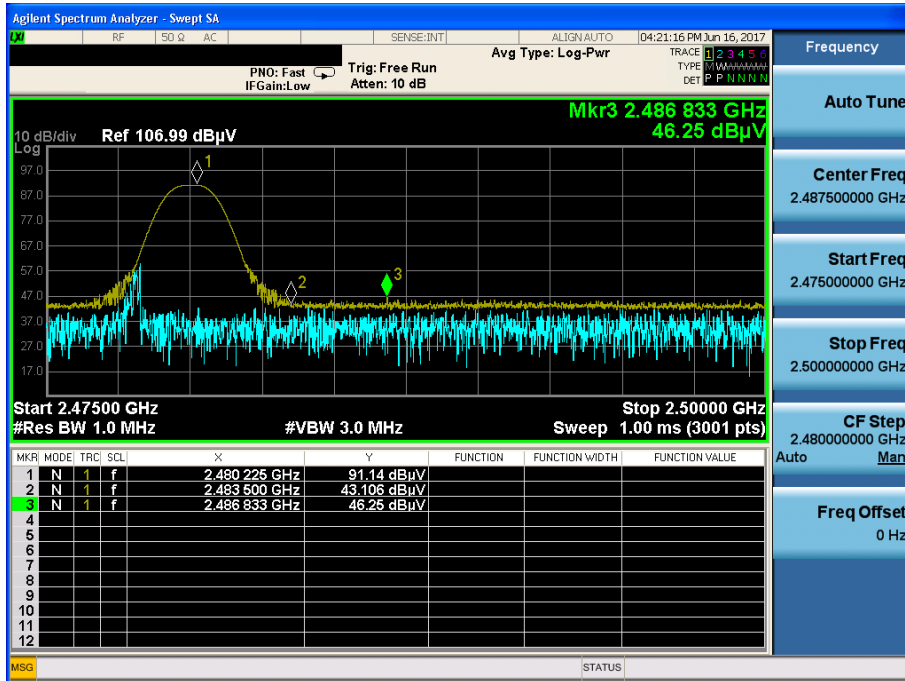 Agilent Spectrum Analyzer - Swept SA
LXI RF 50 Ω AC SENSE:INT ALIGN AUTO 04:21:16 PM Jun 16, 2017
PNO: Fast
IFGain:Low
Trig: Free Run
Atten: 10 dB
Avg Type: Log-Pwr
TRACE 1 2 3 4 5 6
TYPE M WWWWW
DET P P N N N N
Mkr3 2.486 833 GHz
46.25 dBµV
10 dB/div Ref 106.99 dBµV
Log
97.0
87.0
77.0
67.0
57.0
47.0
37.0
27.0
17.0
1
2
3
Start 2.47500 GHz Stop 2.50000 GHz
#Res BW 1.0 MHz #VBW 3.0 MHz Sweep 1.00 ms (3001 pts)
MKR MODE TRC SCL X Y FUNCTION FUNCTION WIDTH FUNCTION VALUE
1 N 1 f 2.480 225 GHz 91.14 dBµV
2 N 1 f 2.483 500 GHz 43.106 dBµV
3 N 1 f 2.486 833 GHz 46.25 dBµV
4
5
6
7
8
9
10
11
12
MSG STATUS
Frequency
Auto Tune
Center Freq
2.487500000 GHz
Start Freq
2.475000000 GHz
Stop Freq
2.500000000 GHz
CF Step
2.480000000 GHz
Auto Man
Freq Offset
0 Hz